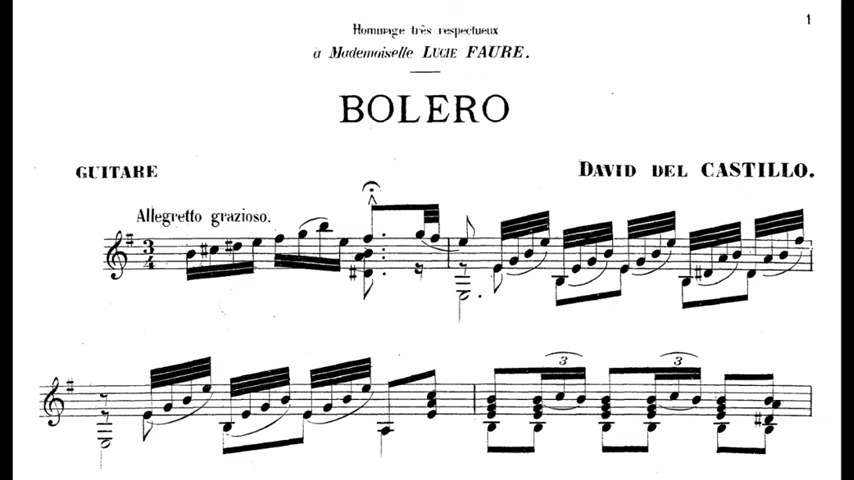 1
Hommage très respectueux
à Mademoiselle LUCIE FAURE.
BOLERO
GUITARE
DAVID DEL CASTILLO.
Allegretto grazioso.
3
4
3
3